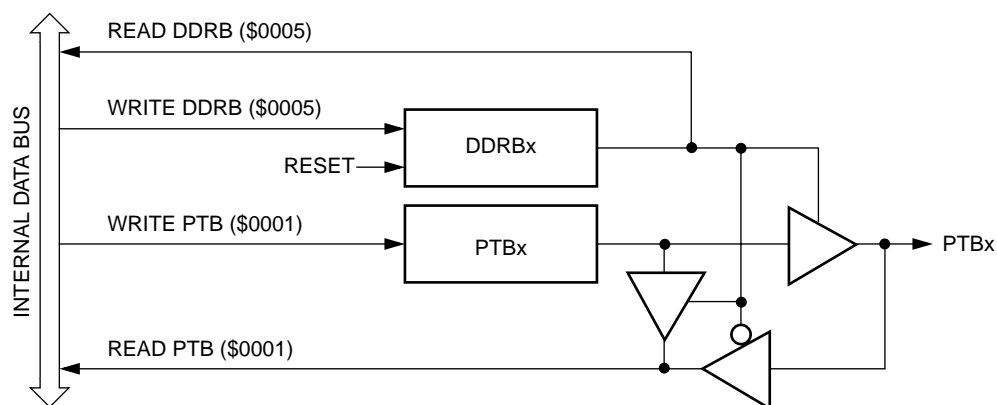 READ DDRB ($0005)
WRITE DDRB ($0005)
DDRBx
RESET
WRITE PTB ($0001)
PTBx
PTBx
READ PTB ($0001)
INTERNAL DATA BUS